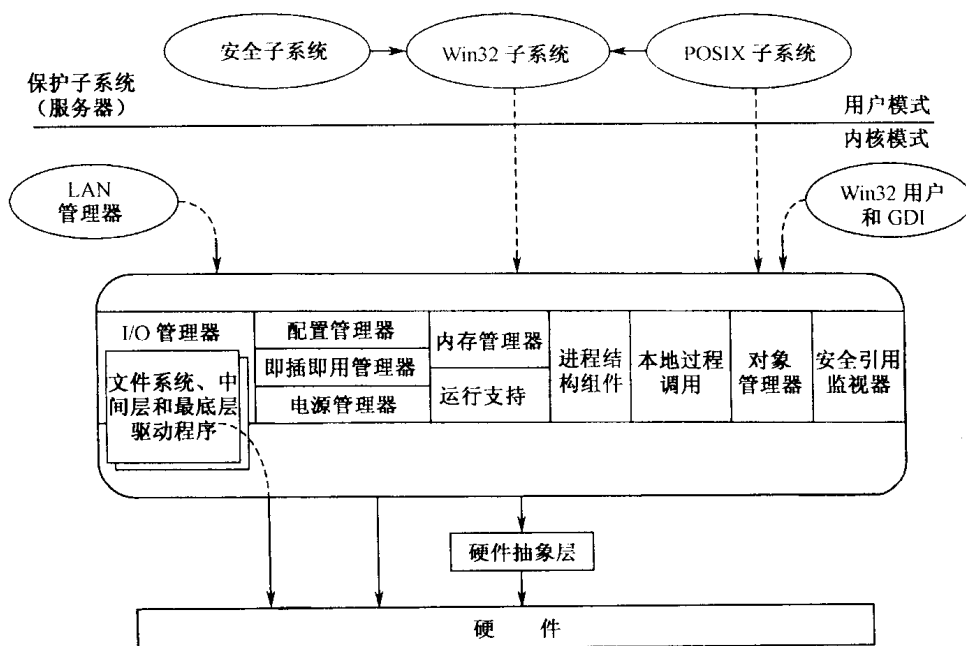 安全子系统
Win32 子系统
POSIX 子系统
保护子系统
(服务器)
用户模式
内核模式
LAN
管理器
Win32 用户
和 GDI
I/O 管理器
文件系统、中
间层和最底层
驱动程序
配置管理器
即插即用管理器
电源管理器
内存管理器
运行支持
进程结
构组件
本地过程
调用
对象
管理器
安全引用
监视器
硬件抽象层
硬 件